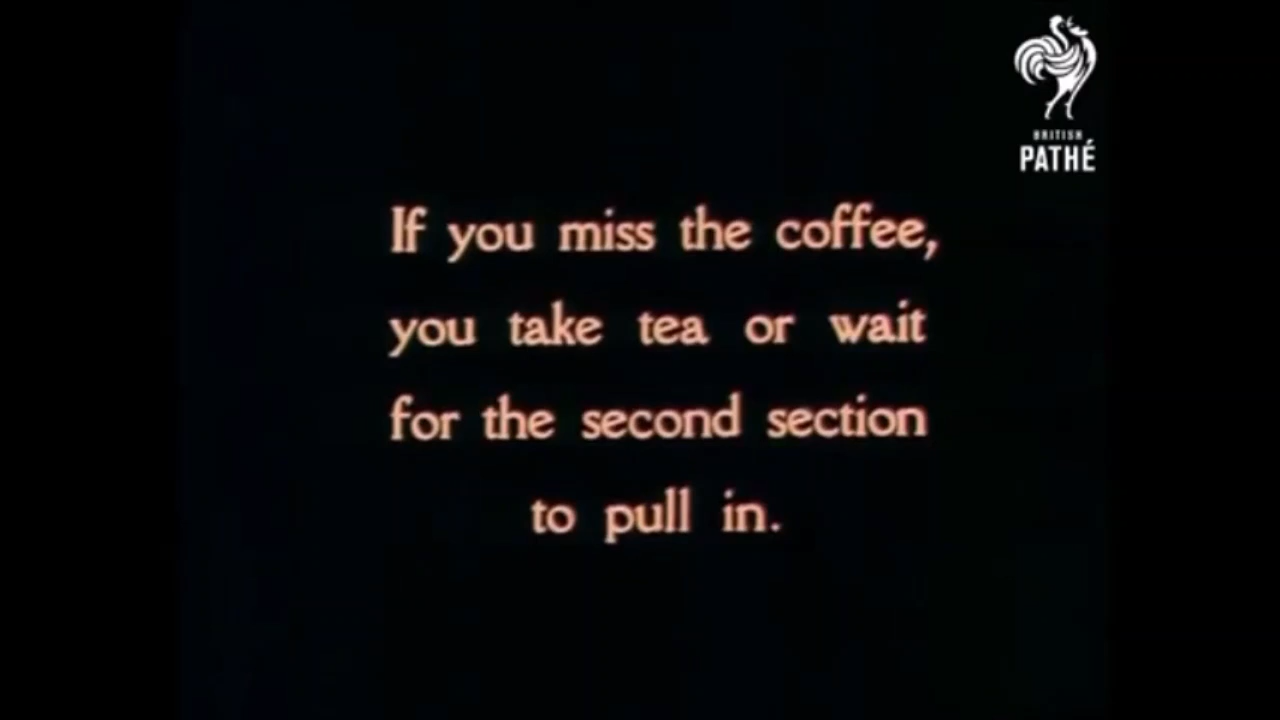 BRITISH
PATHÉ
If you miss the coffee,
you take tea or wait
for the second section
to pull in.